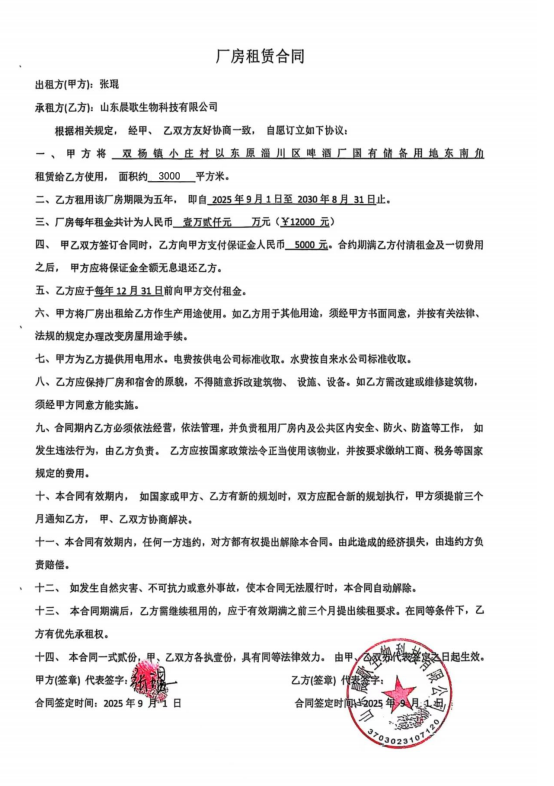 厂房租赁合同
出租方(甲方): 张琨
承租方(乙方): 山东晨歌生物科技有限公司
根据相关规定，经甲、乙双方友好协商一致，自愿订立如下协议:
一、甲方将 双杨镇小庄村以东原淄川区啤酒厂国有储备用地东南角
租赁给乙方使用，面积约 3000 平方米。
二、乙方租用该厂房期限为五年，即自 2025 年 9 月 1 日至 2030 年 8 月 31 日止。
三、厂房每年租金共计为人民币 壹万贰仟元 万元（￥12000 元）
四、甲乙双方签订合同时，乙方向甲方支付保证金人民币 5000 元。合约期满乙方付清租金及一切费用
之后，甲方应将保证金全额无息退还乙方。
五、乙方应于每年 12 月 31 日前向甲方交付租金。
六、甲方将厂房出租给乙方作生产用途使用。如乙方用于其他用途，须经甲方书面同意，并按有关法律、
法规的规定办理改变房屋用途手续。
七、甲方为乙方提供用电用水。电费按供电公司标准收取。水费按自来水公司标准收取。
八、乙方应保持厂房和宿舍的原貌，不得随意拆改建筑物、设施、设备。如乙方需改建或维修建筑物，
须经甲方同意方能实施。
九、合同期内乙方必须依法经营，依法管理，并负责租用厂房内及公共区内安全、防火、防盗等工作，如
发生违法行为，由乙方负责。乙方应按国家政策法令正当使用该物业，并按要求缴纳工商、税务等国家
规定的费用。
十、本合同有效期内，如国家或甲方、乙方有新的规划时，双方应配合新的规划执行，甲方须提前三个
月通知乙方，甲、乙双方协商解决。
十一、本合同有效期内，任何一方违约，对方都有权提出解除本合同。由此造成的经济损失，由违约方负
责赔偿。
十二、如发生自然灾害、不可抗力或意外事故，使本合同无法履行时，本合同自动解除。
十三、本合同期满后，乙方需继续租用的，应于有效期满之前三个月提出续租要求。在同等条件下，乙
方有优先承租权。
十四、本合同一式贰份，甲、乙双方各执壹份，具有同等法律效力。由甲、乙双方代表签定之日起生效。
甲方(签章) 代表签字: 乙方(签章) 代表签字:
合同签定时间: 2025 年 9 月 1 日 合同签定时间: 2025 年 9 月 1 日
山东晨歌生物科技有限公司
3703023107120